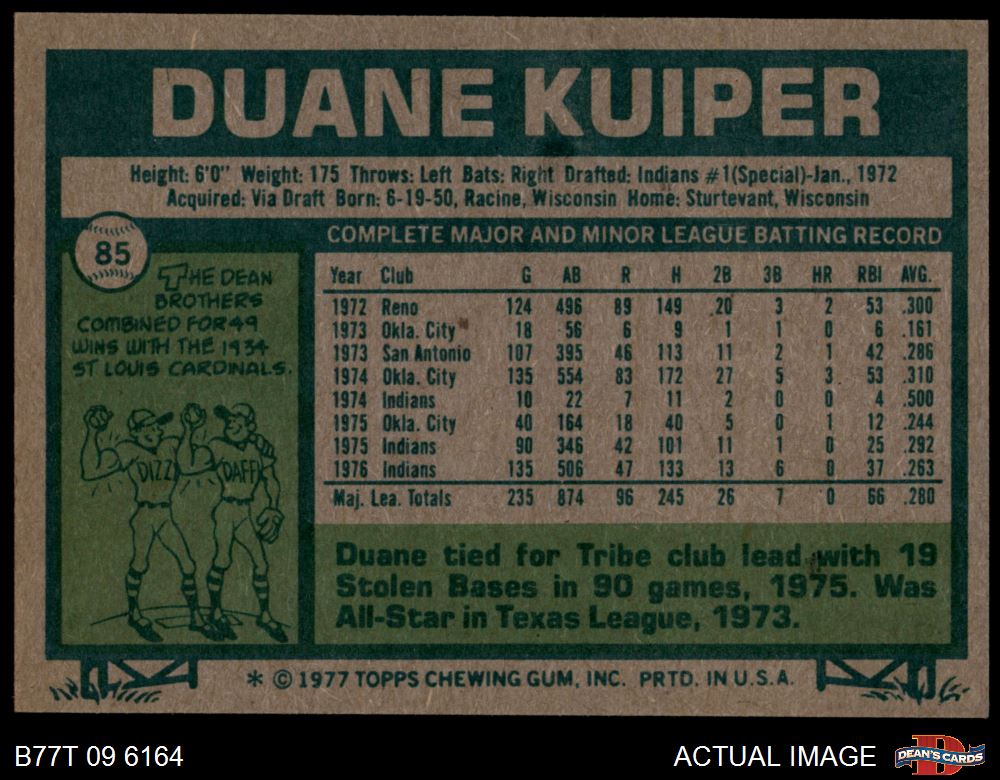 DUANE KUIPER
Height: 6'0" Weight: 175 Throws: Left Bats: Right Drafted: Indians #1(Special)-Jan., 1972
Acquired: Via Draft Born: 6-19-50, Racine, Wisconsin Home: Sturtevant, Wisconsin
85
THE DEAN
BROTHERS
COMBINED FOR 49
WINS WITH THE 1934
ST LOUIS CARDINALS.
DIZZ
DAFF
COMPLETE MAJOR AND MINOR LEAGUE BATTING RECORD
Year Club G AB R H 2B 3B HR RBI AVG.
1972 Reno 124 496 89 149 20 3 2 53 .300
1973 Okla. City 18 56 6 9 1 1 0 6 .161
1973 San Antonio 107 395 46 113 11 2 1 42 .286
1974 Okla. City 135 554 83 172 27 5 3 53 .310
1974 Indians 10 22 7 11 2 0 0 4 .500
1975 Okla. City 40 164 18 40 5 0 1 12 .244
1975 Indians 90 346 42 101 11 1 0 25 .292
1976 Indians 135 506 47 133 13 6 0 37 .263
Maj. Lea. Totals 235 874 96 245 26 7 0 66 .280
Duane tied for Tribe club lead with 19
Stolen Bases in 90 games, 1975. Was
All-Star in Texas League, 1973.
* © 1977 TOPPS CHEWING GUM, INC. PRTD. IN U.S.A.
B77T 09 6164
ACTUAL IMAGE
DEAN'S CARDS